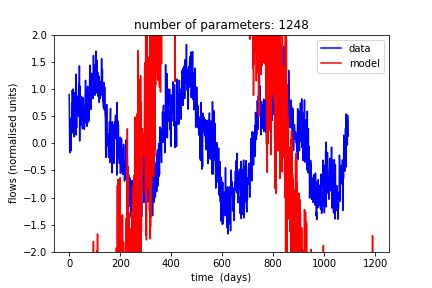 number of parameters: 1248
2.0
1.5
1.0
0.5
0.0
−0.5
−1.0
−1.5
−2.0
flows (normalised units)
data
model
0 200 400 600 800 1000 1200
time (days)